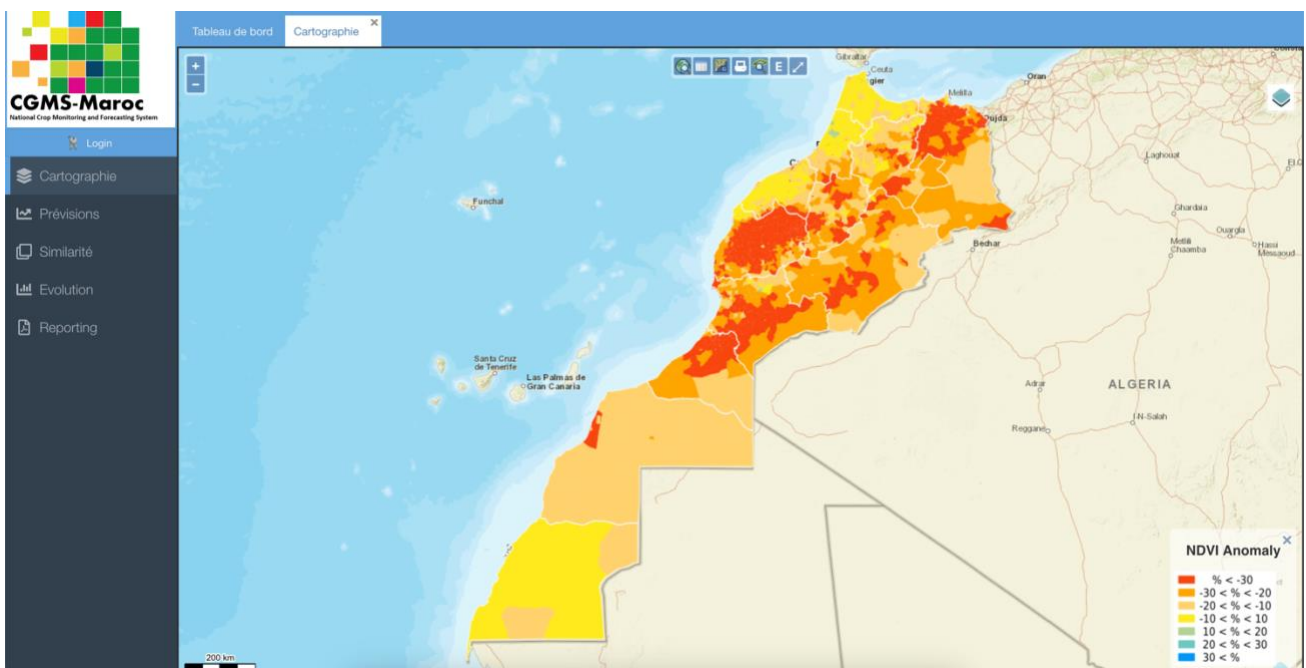 CGMS-Maroc
National Crop Monitoring and Forecasting System
Login
Cartographie
Prévisions
Similarité
Evolution
Reporting
Tableau de bord
Cartographie
+
−
E
Gibraltar
Ceuta
gier
Oran
Melilla
Oujda
Laghouat
Funchal
Ghardaia
Ouargla
Bechar
Metlili
Chaamba
Hassi
Messaoud
Santa Cruz
de Tenerife
Las Palmas de
Gran Canaria
Adrar
ALGERIA
I-N-Salah
Reggane
200 km
NDVI Anomaly
% < -30
-30 < % < -20
-20 < % < -10
-10 < % < 10
10 < % < 20
20 < % < 30
30 < %